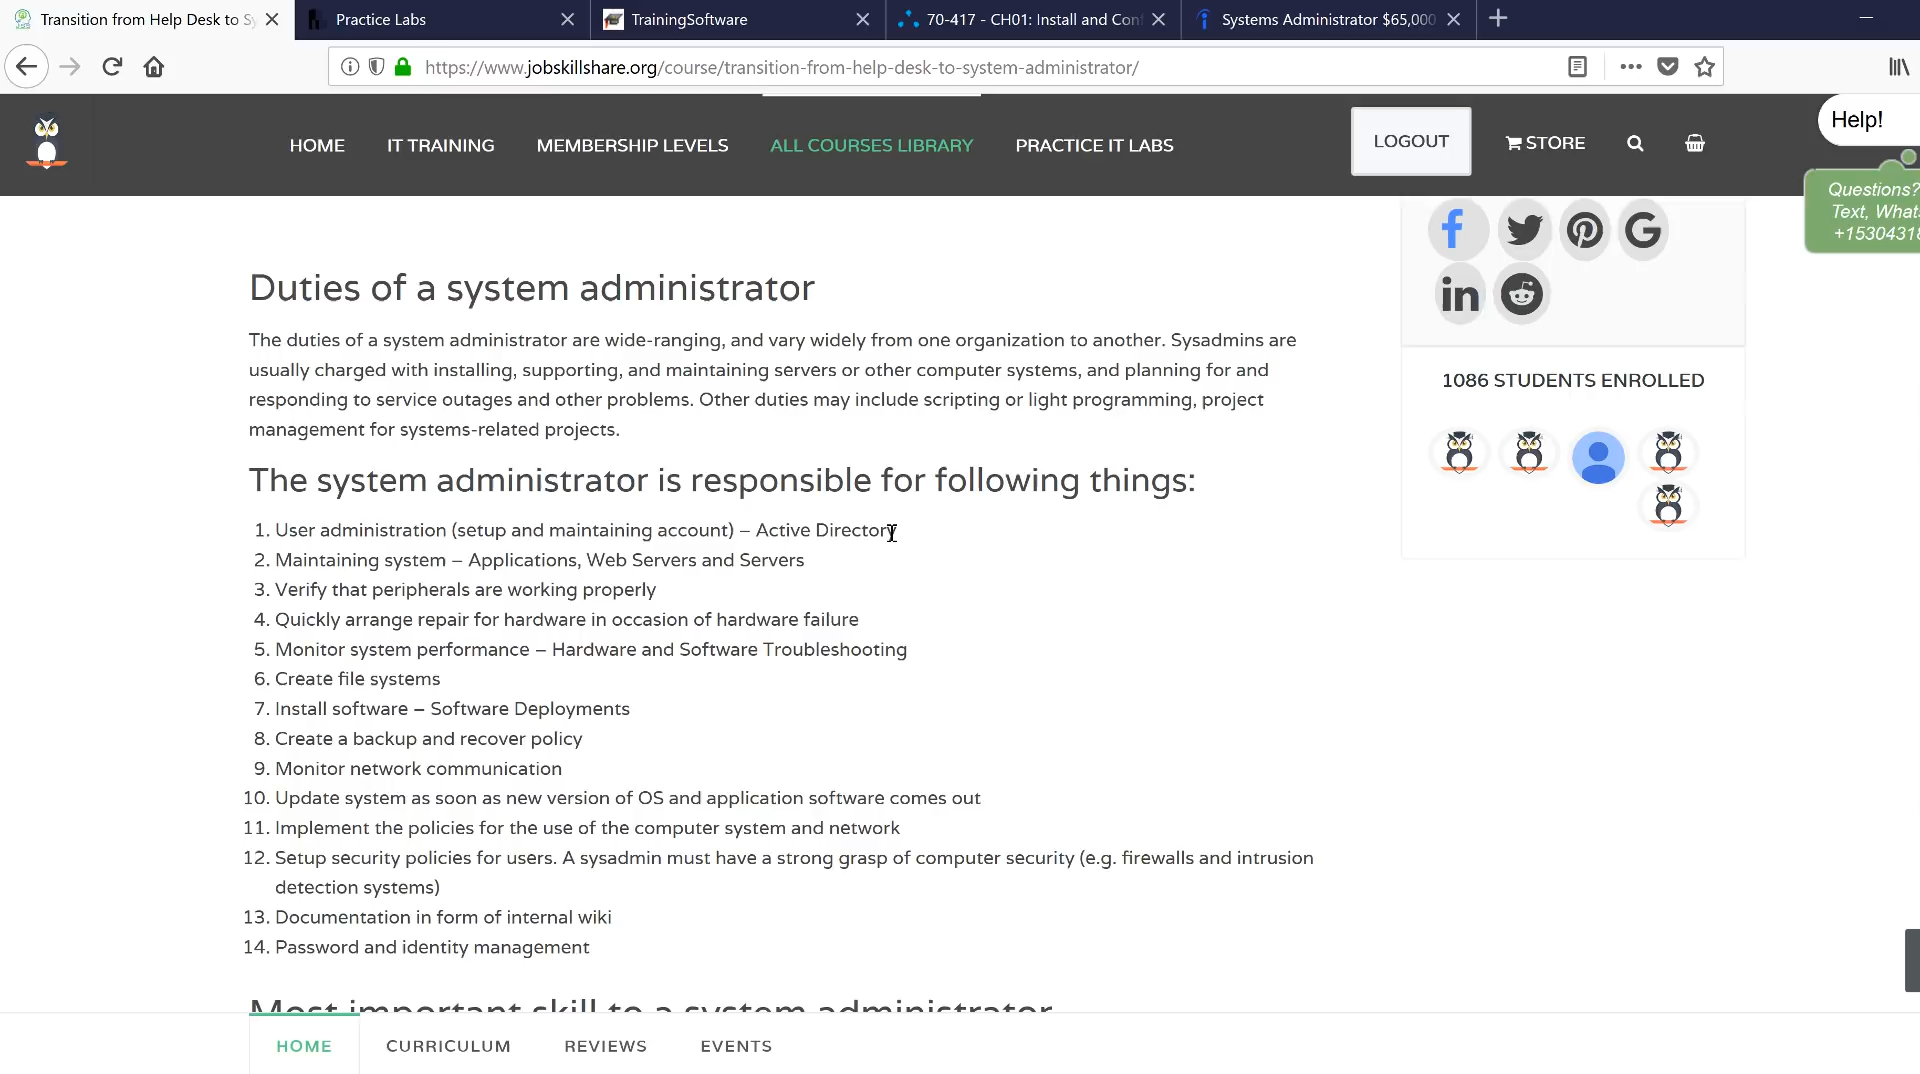 Transition from Help Desk to Sy
Practice Labs
TrainingSoftware
70-417 - CH01: Install and Con
Systems Administrator $65,000
https://www.jobskillshare.org/course/transition-from-help-desk-to-system-administrator/
HOME
IT TRAINING
MEMBERSHIP LEVELS
ALL COURSES LIBRARY
PRACTICE IT LABS
LOGOUT
STORE
Help!
Questions?
Text, Whats
+1530431
1086 STUDENTS ENROLLED
Duties of a system administrator
The duties of a system administrator are wide-ranging, and vary widely from one organization to another. Sysadmins are
usually charged with installing, supporting, and maintaining servers or other computer systems, and planning for and
responding to service outages and other problems. Other duties may include scripting or light programming, project
management for systems-related projects.
The system administrator is responsible for following things:
1. User administration (setup and maintaining account) – Active Directory
2. Maintaining system – Applications, Web Servers and Servers
3. Verify that peripherals are working properly
4. Quickly arrange repair for hardware in occasion of hardware failure
5. Monitor system performance – Hardware and Software Troubleshooting
6. Create file systems
7. Install software – Software Deployments
8. Create a backup and recover policy
9. Monitor network communication
10. Update system as soon as new version of OS and application software comes out
11. Implement the policies for the use of the computer system and network
12. Setup security policies for users. A sysadmin must have a strong grasp of computer security (e.g. firewalls and intrusion
detection systems)
13. Documentation in form of internal wiki
14. Password and identity management
Most important skill to a system administrator
HOME
CURRICULUM
REVIEWS
EVENTS